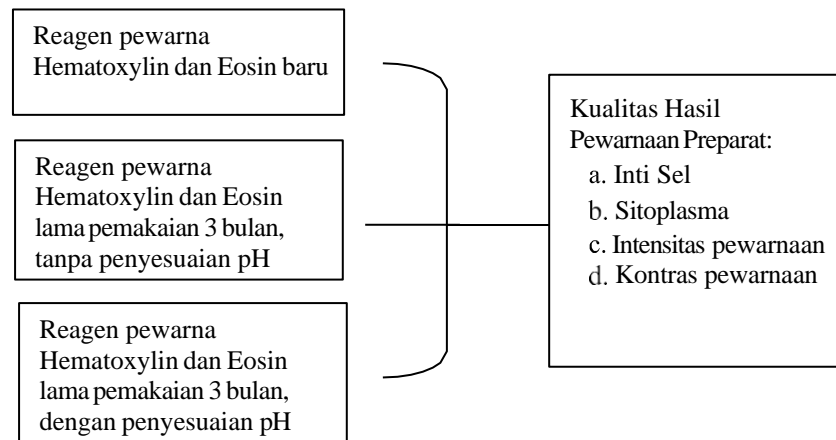 Reagen pewarna
Hematoxylin dan Eosin baru
Reagen pewarna
Hematoxylin dan Eosin
lama pemakaian 3 bulan,
tanpa penyesuaian pH
Reagen pewarna
Hematoxylin dan Eosin
lama pemakaian 3 bulan,
dengan penyesuaian pH
Kualitas Hasil
Pewarnaan Preparat:
a. Inti Sel
b. Sitoplasma
c. Intensitas pewarnaan
d. Kontras pewarnaan